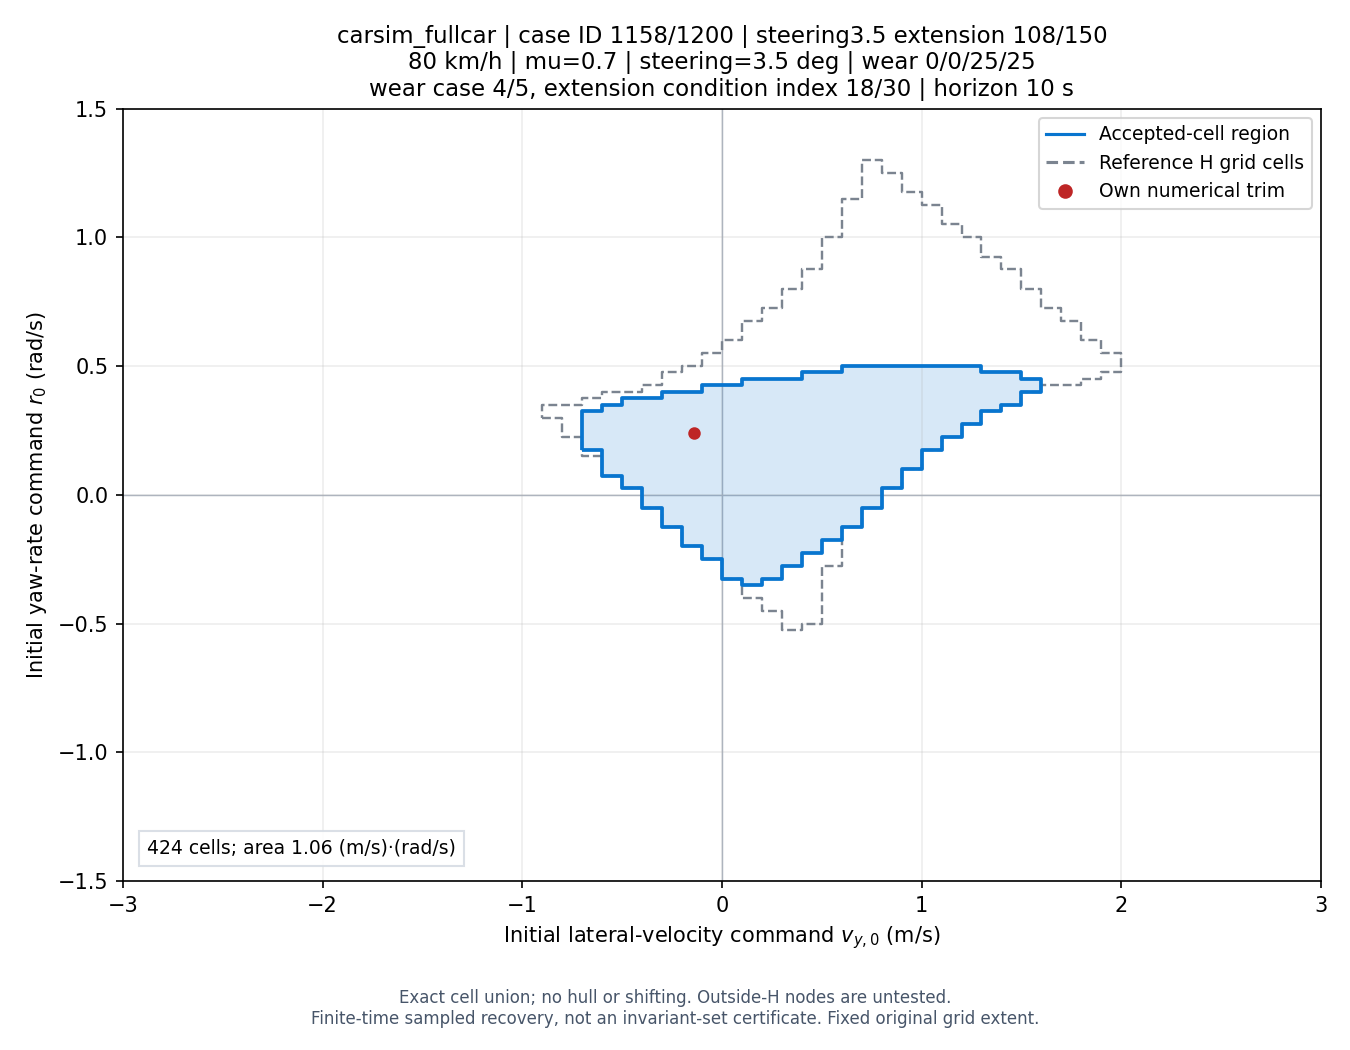 carsim_fullcar | case ID 1158/1200 | steering3.5 extension 108/150
80 km/h | mu=0.7 | steering=3.5 deg | wear 0/0/25/25
wear case 4/5, extension condition index 18/30 | horizon 10 s
Accepted-cell region
Reference H grid cells
Own numerical trim
1.5
1.0
0.5
0.0
−0.5
−1.0
−1.5
Initial yaw-rate command r0 (rad/s)
424 cells; area 1.06 (m/s)·(rad/s)
−3
−2
−1
0
1
2
3
Initial lateral-velocity command vy,0 (m/s)
Exact cell union; no hull or shifting. Outside-H nodes are untested.
Finite-time sampled recovery, not an invariant-set certificate. Fixed original grid extent.